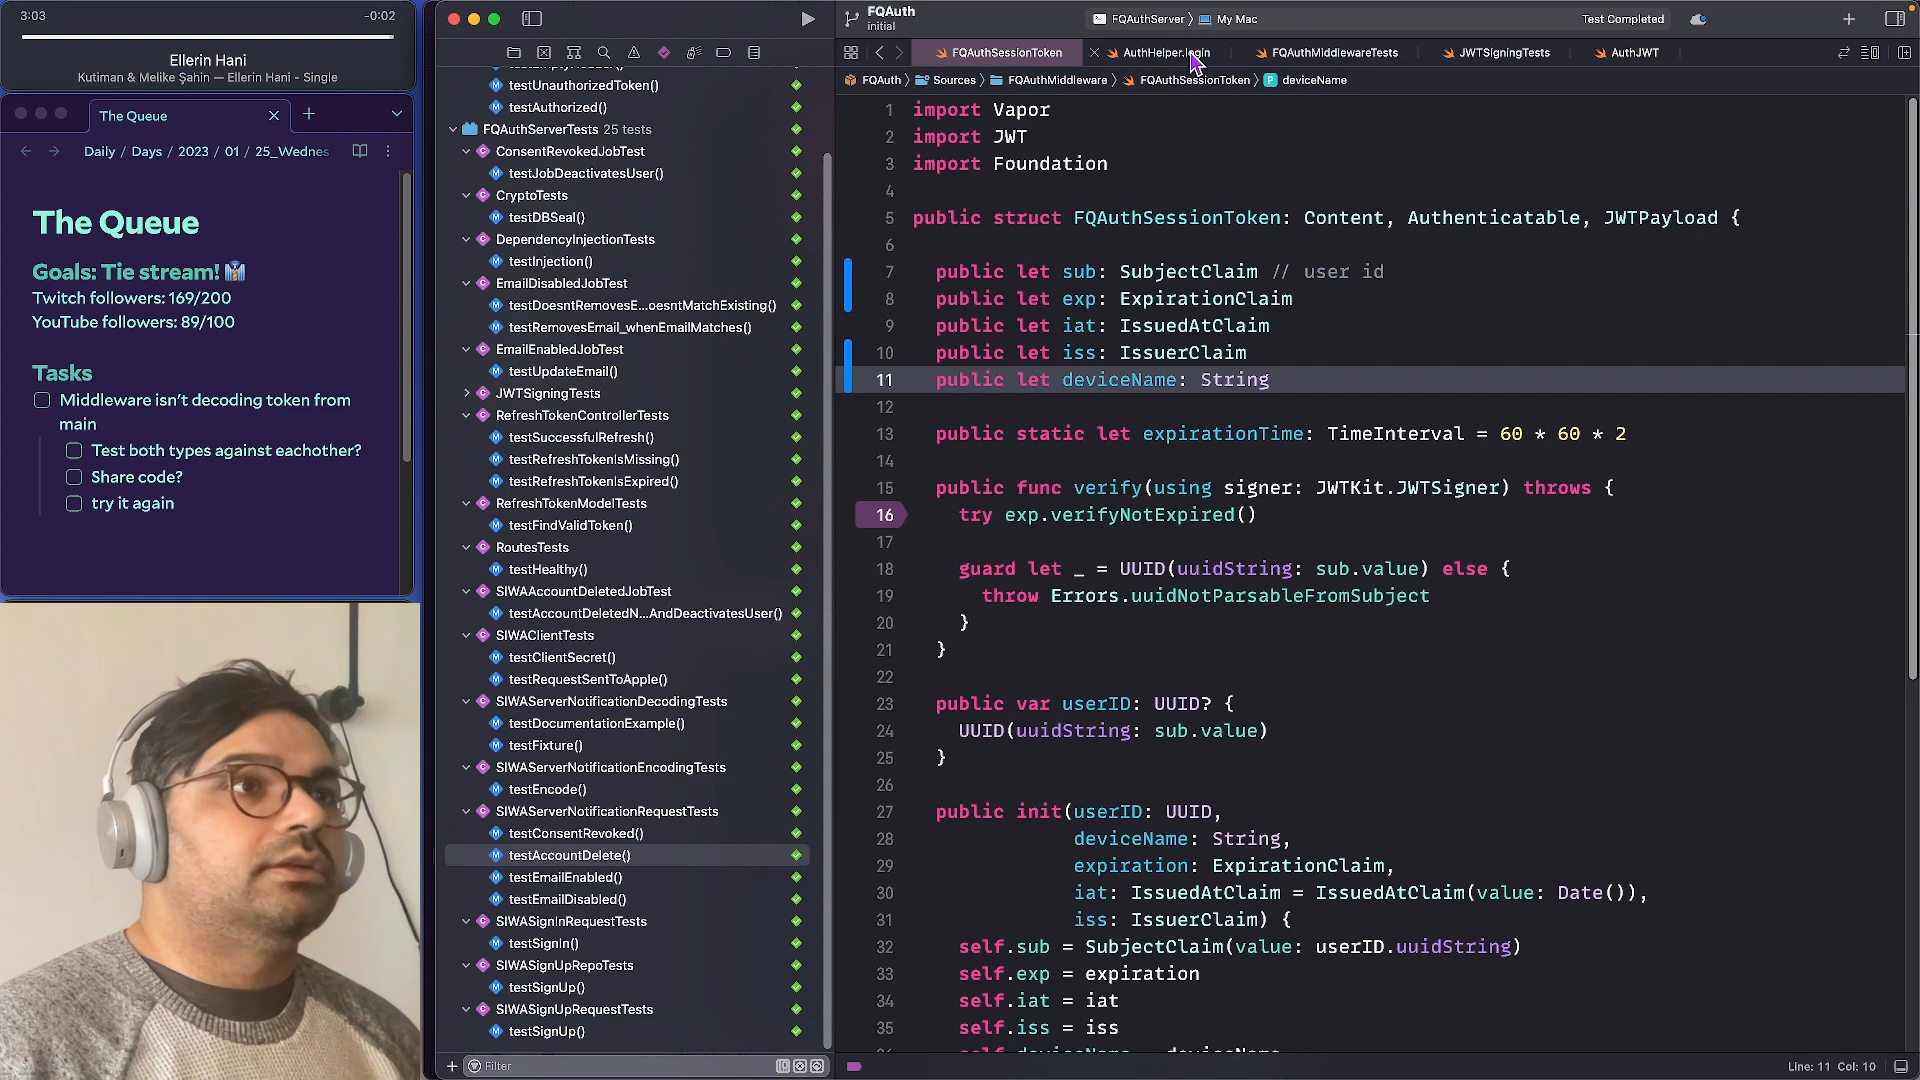 3:03
-0:02
Ellerin Hani
Kutiman & Melike Şahin — Ellerin Hani - Single
The Queue
Daily / Days / 2023 / 01 / 25_Wednes
The Queue
Goals: Tie stream!
Twitch followers: 169/200
YouTube followers: 89/100
Tasks
Middleware isn't decoding token from
main
Test both types against eachother?
Share code?
try it again
testUnauthorizedToken()
testAuthorized()
FQAuthServerTests 25 tests
ConsentRevokedJobTest
testJobDeactivatesUser()
CryptoTests
testDBSeal()
DependencyInjectionTests
testInjection()
EmailDisabledJobTest
testDoesntRemovesE...oesntMatchExisting()
testRemovesEmail_whenEmailMatches()
EmailEnabledJobTest
testUpdateEmail()
JWTSigningTests
RefreshTokenControllerTests
testSuccessfulRefresh()
testRefreshTokenIsMissing()
testRefreshTokenIsExpired()
RefreshTokenModelTests
testFindValidToken()
RoutesTests
testHealthy()
SIWAAccountDeletedJobTest
testAccountDeletedN...AndDeactivatesUser()
SIWAClientTests
testClientSecret()
testRequestSentToApple()
SIWAServerNotificationDecodingTests
testDocumentationExample()
testFixture()
SIWAServerNotificationEncodingTests
testEncode()
SIWAServerNotificationRequestTests
testConsentRevoked()
testAccountDelete()
testEmailEnabled()
testEmailDisabled()
SIWASignInRequestTests
testSignIn()
SIWASignUpRepoTests
testSignUp()
SIWASignUpRequestTests
testSignUp()
Filter
FQAuth
initial
FQAuthServer 〉 My Mac
Test Completed
FQAuthSessionToken
AuthHelper.login
FQAuthMiddlewareTests
JWTSigningTests
AuthJWT
FQAuth 〉 Sources 〉 FQAuthMiddleware 〉 FQAuthSessionToken 〉 P deviceName
1 import Vapor
2 import JWT
3 import Foundation
4
5 public struct FQAuthSessionToken: Content, Authenticatable, JWTPayload {
6
7 public let sub: SubjectClaim // user id
8 public let exp: ExpirationClaim
9 public let iat: IssuedAtClaim
10 public let iss: IssuerClaim
11 public let deviceName: String
12
13 public static let expirationTime: TimeInterval = 60 * 60 * 2
14
15 public func verify(using signer: JWTKit.JWTSigner) throws {
16 try exp.verifyNotExpired()
17
18 guard let _ = UUID(uuidString: sub.value) else {
19 throw Errors.uuidNotParsableFromSubject
20 }
21 }
22
23 public var userID: UUID? {
24 UUID(uuidString: sub.value)
25 }
26
27 public init(userID: UUID,
28 deviceName: String,
29 expiration: ExpirationClaim,
30 iat: IssuedAtClaim = IssuedAtClaim(value: Date()),
31 iss: IssuerClaim) {
32 self.sub = SubjectClaim(value: userID.uuidString)
33 self.exp = expiration
34 self.iat = iat
35 self.iss = iss
Line: 11 Col: 10